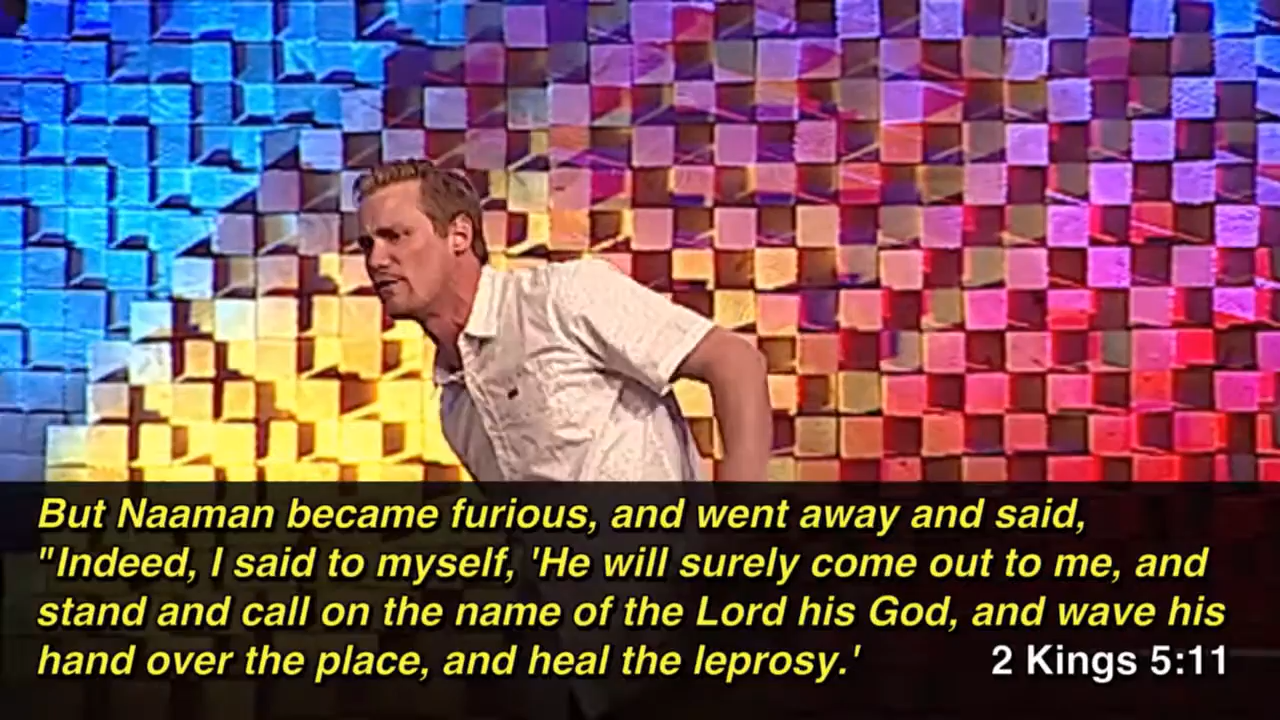 But Naaman became furious, and went away and said,
"Indeed, I said to myself, 'He will surely come out to me, and
stand and call on the name of the Lord his God, and wave his
hand over the place, and heal the leprosy.'
2 Kings 5:11